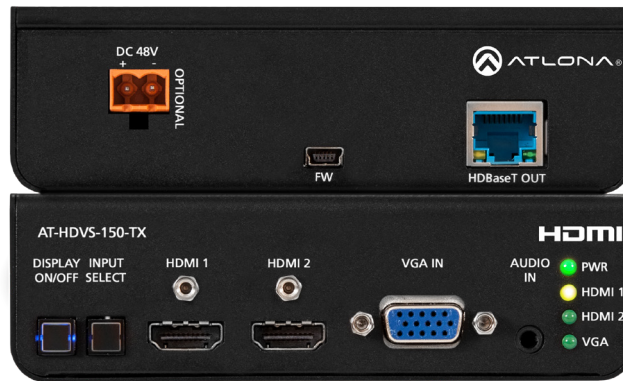 DC 48V
+ -
OPTIONAL
ATLONA®
FW
HDBaseT OUT
AT-HDVS-150-TX
HDMI
DISPLAY ON/OFF
INPUT SELECT
HDMI 1
HDMI 2
VGA IN
AUDIO IN
PWR
HDMI 1
HDMI 2
VGA